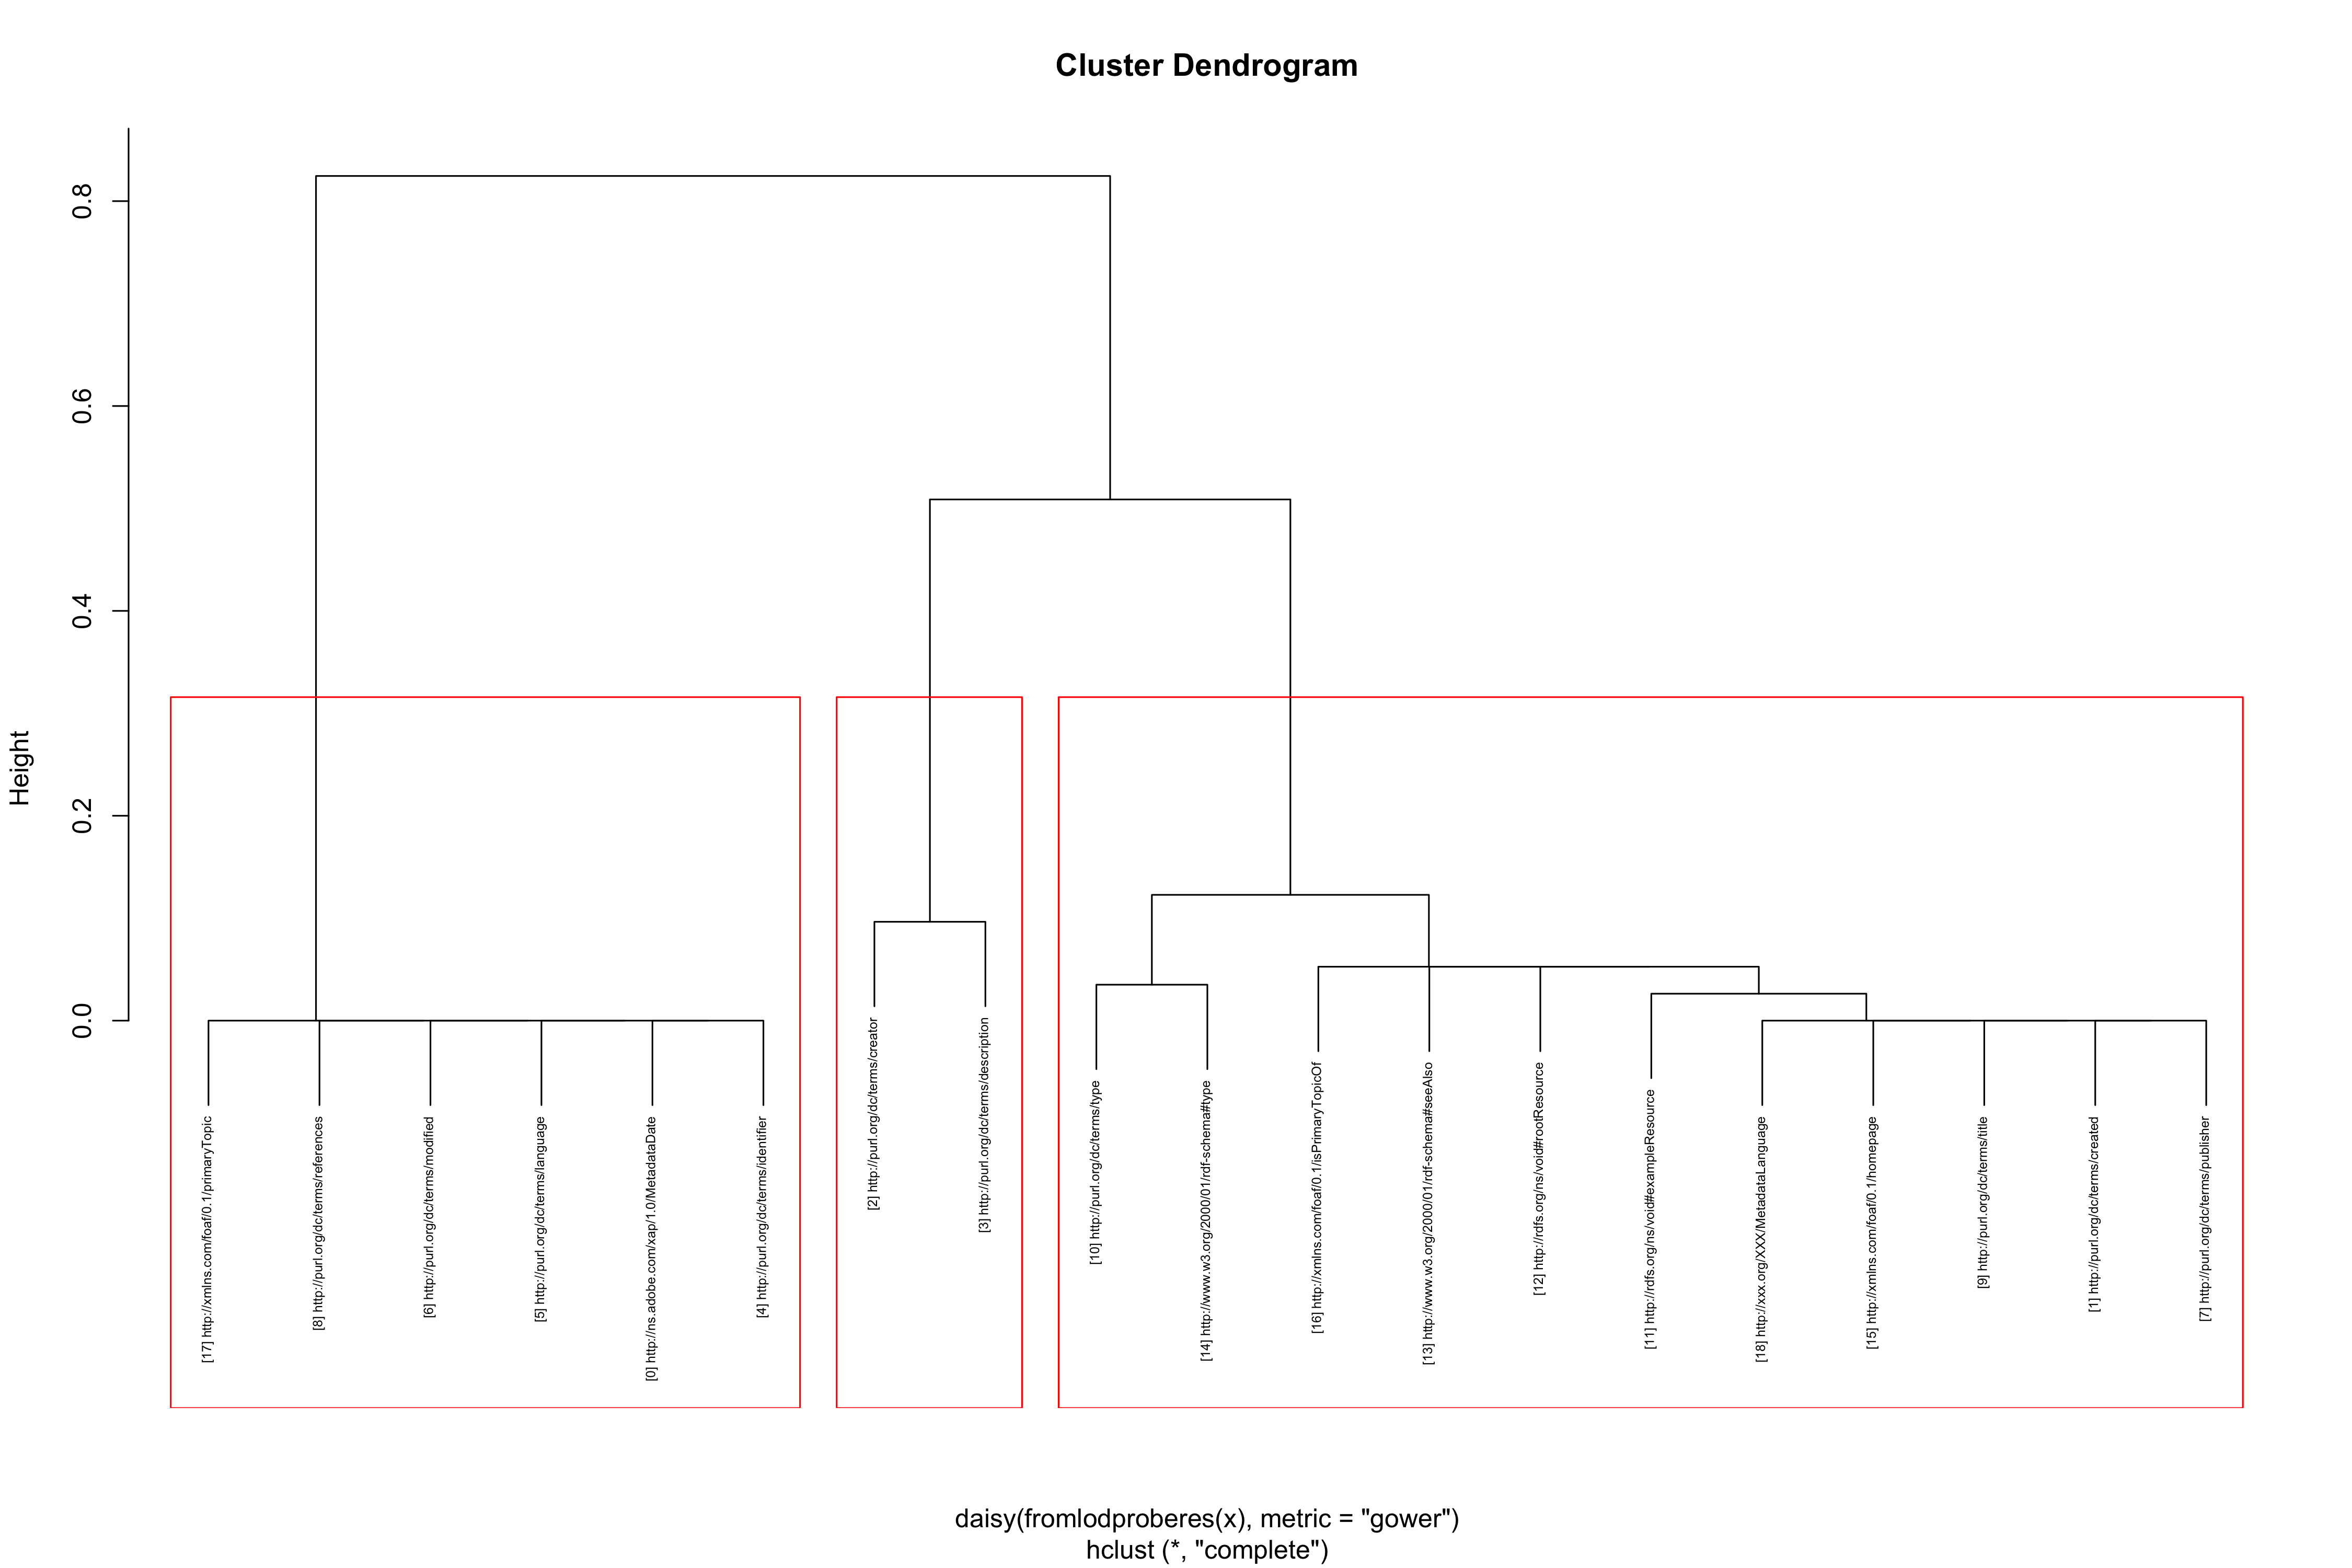 Cluster Dendrogram
Height
0.0
0.2
0.4
0.6
0.8
[17] http://xmlns.com/foaf/0.1/primaryTopic
[8] http://purl.org/dc/terms/references
[6] http://purl.org/dc/terms/modified
[5] http://purl.org/dc/terms/language
[0] http://ns.adobe.com/xap/1.0/MetadataDate
[4] http://purl.org/dc/terms/identifier
[2] http://purl.org/dc/terms/creator
[3] http://purl.org/dc/terms/description
[10] http://purl.org/dc/terms/type
[14] http://www.w3.org/2000/01/rdf-schema#type
[16] http://xmlns.com/foaf/0.1/isPrimaryTopicOf
[13] http://www.w3.org/2000/01/rdf-schema#seeAlso
[12] http://rdfs.org/ns/void#rootResource
[11] http://rdfs.org/ns/void#exampleResource
[18] http://xxx.org/XXX/MetadataLanguage
[15] http://xmlns.com/foaf/0.1/homepage
[9] http://purl.org/dc/terms/title
[1] http://purl.org/dc/terms/created
[7] http://purl.org/dc/terms/publisher
daisy(fromlodproberes(x), metric = "gower")
hclust (*, "complete")